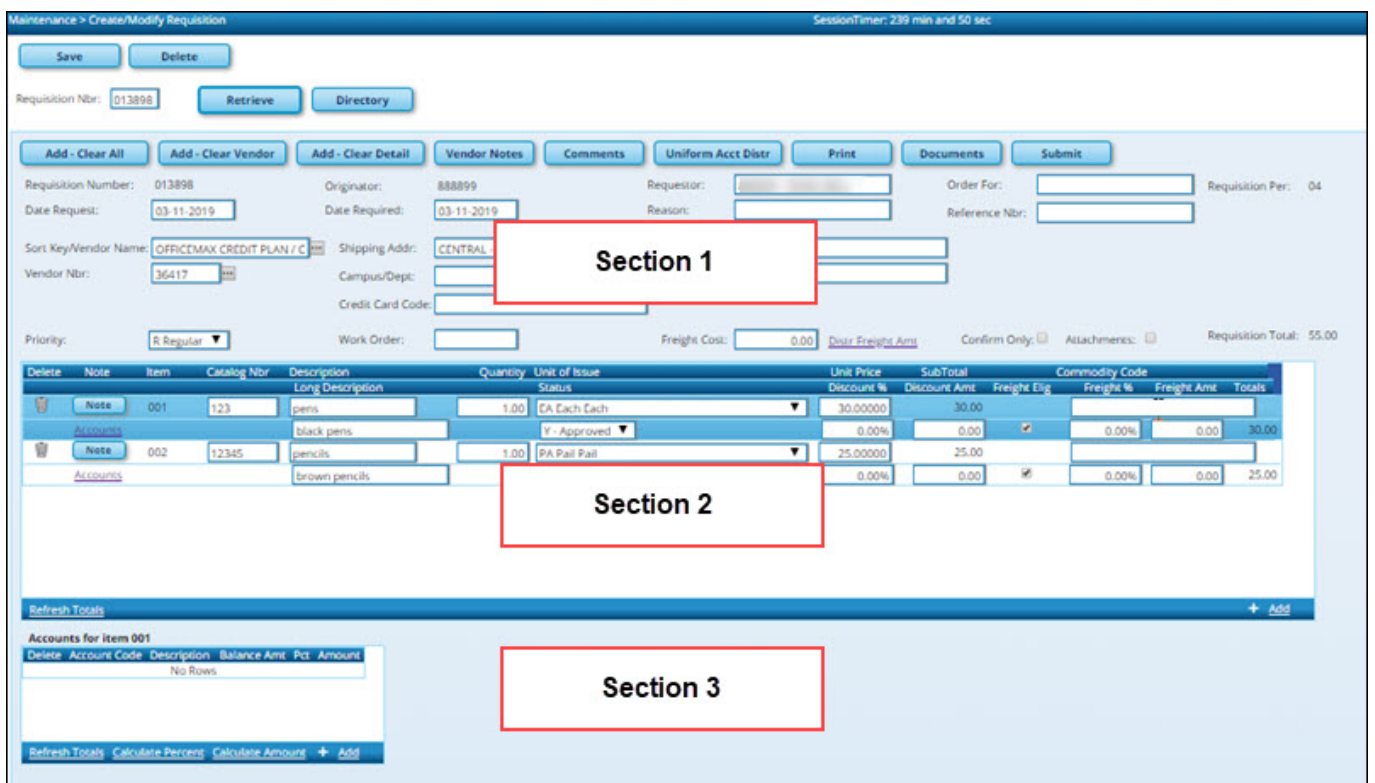 Maintenance > Create/Modify Requisition SessionTimer: 239 min and 50 sec
Save Delete
Requisition Nbr: 013898 Retrieve Directory
Add - Clear All Add - Clear Vendor Add - Clear Detail Vendor Notes Comments Uniform Acct Distr Print Documents Submit
Requisition Number: 013898 Originator: 888899 Requestor: Order For: Requisition Per: 04
Date Request: 03-11-2019 Date Required: 03-11-2019 Reason: Reference Nbr:
Sort Key/Vendor Name: OFFICEMAX CREDIT PLAN / C Shipping Addr: CENTRAL -
Section 1
Vendor Nbr: 36417 Campus/Dept:
Credit Card Code:
Priority: R Regular Work Order: Freight Cost: 0.00 Distr Freight Amt Confirm Only: Attachments: Requisition Total: 55.00
Delete Note Item Catalog Nbr Description Quantity Unit of Issue Unit Price SubTotal Commodity Code
Long Description Status Discount % Discount Amt Freight Elig Freight % Freight Amt Totals
Note 001 123 pens 1.00 EA Each Each 30.00000 30.00
Accounts black pens Y - Approved 0.00% 0.00 0.00% 0.00 30.00
Note 002 12345 pencils 1.00 PA Pail Pail 25.00000 25.00
Accounts brown pencils 0.00% 0.00 0.00% 0.00 25.00
Section 2
Refresh Totals + Add
Accounts for item 001
Delete Account Code Description Balance Amt Pct Amount
No Rows
Section 3
Refresh Totals Calculate Percent Calculate Amount + Add